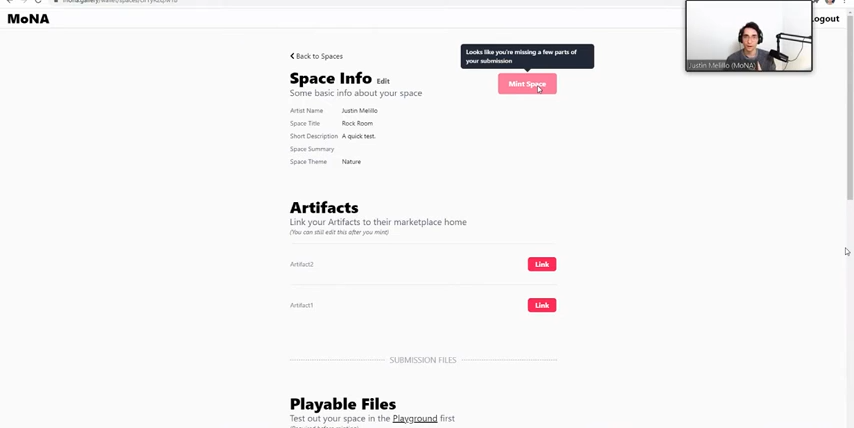 MoNA
Logout
Justin Melillo (MoNA)
Back to Spaces
Looks like you're missing a few parts of
your submission
Space Info Edit
Some basic info about your space
Mint Space
Artist Name Justin Melillo
Space Title Rock Room
Short Description A quick test.
Space Summary
Space Theme Nature
Artifacts
Link your Artifacts to their marketplace home
(You can still edit this after you mint)
Artifact2 Link
Artifact1 Link
SUBMISSION FILES
Playable Files
Test out your space in the Playground first